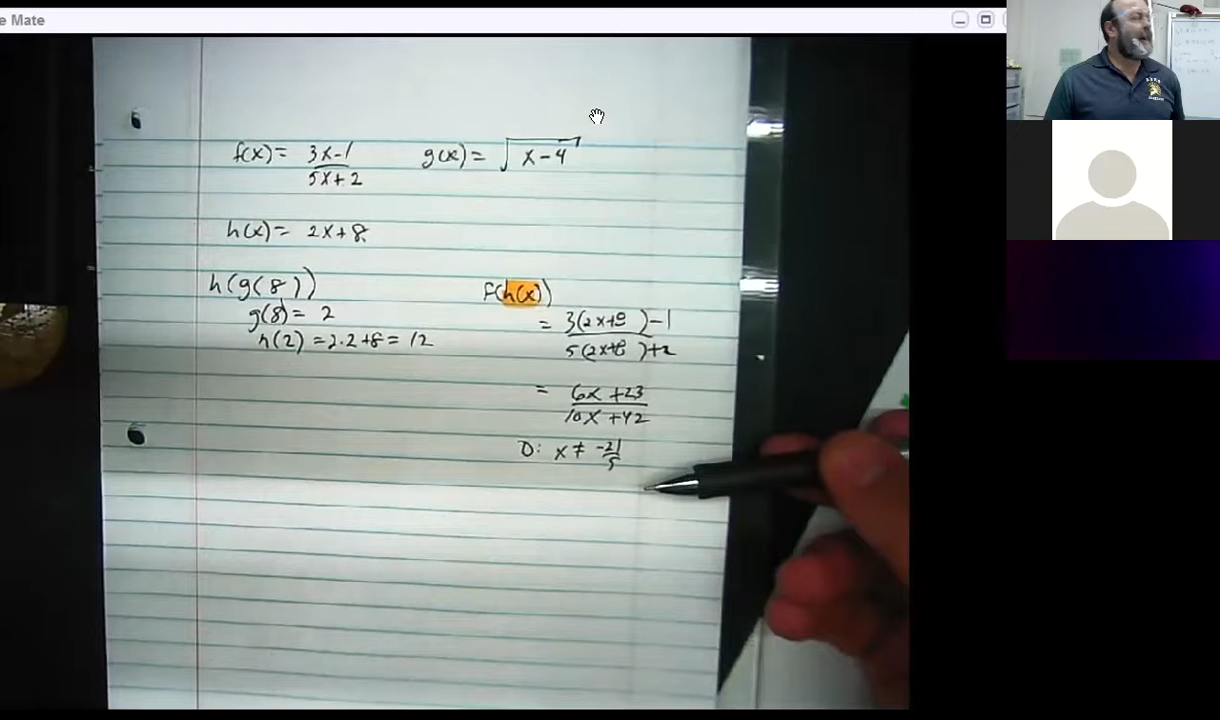 e Mate
f(x) = 3x-1 / 5x+2   g(x) = √x-4
h(x) = 2x+8
h(g(8))
g(8) = 2
h(2) = 2·2+8 = 12
f(h(x))
= 3(2x+8)-1 / 5(2x+8)+2
= 6x+23 / 10x+42
D: x ≠ -21/5